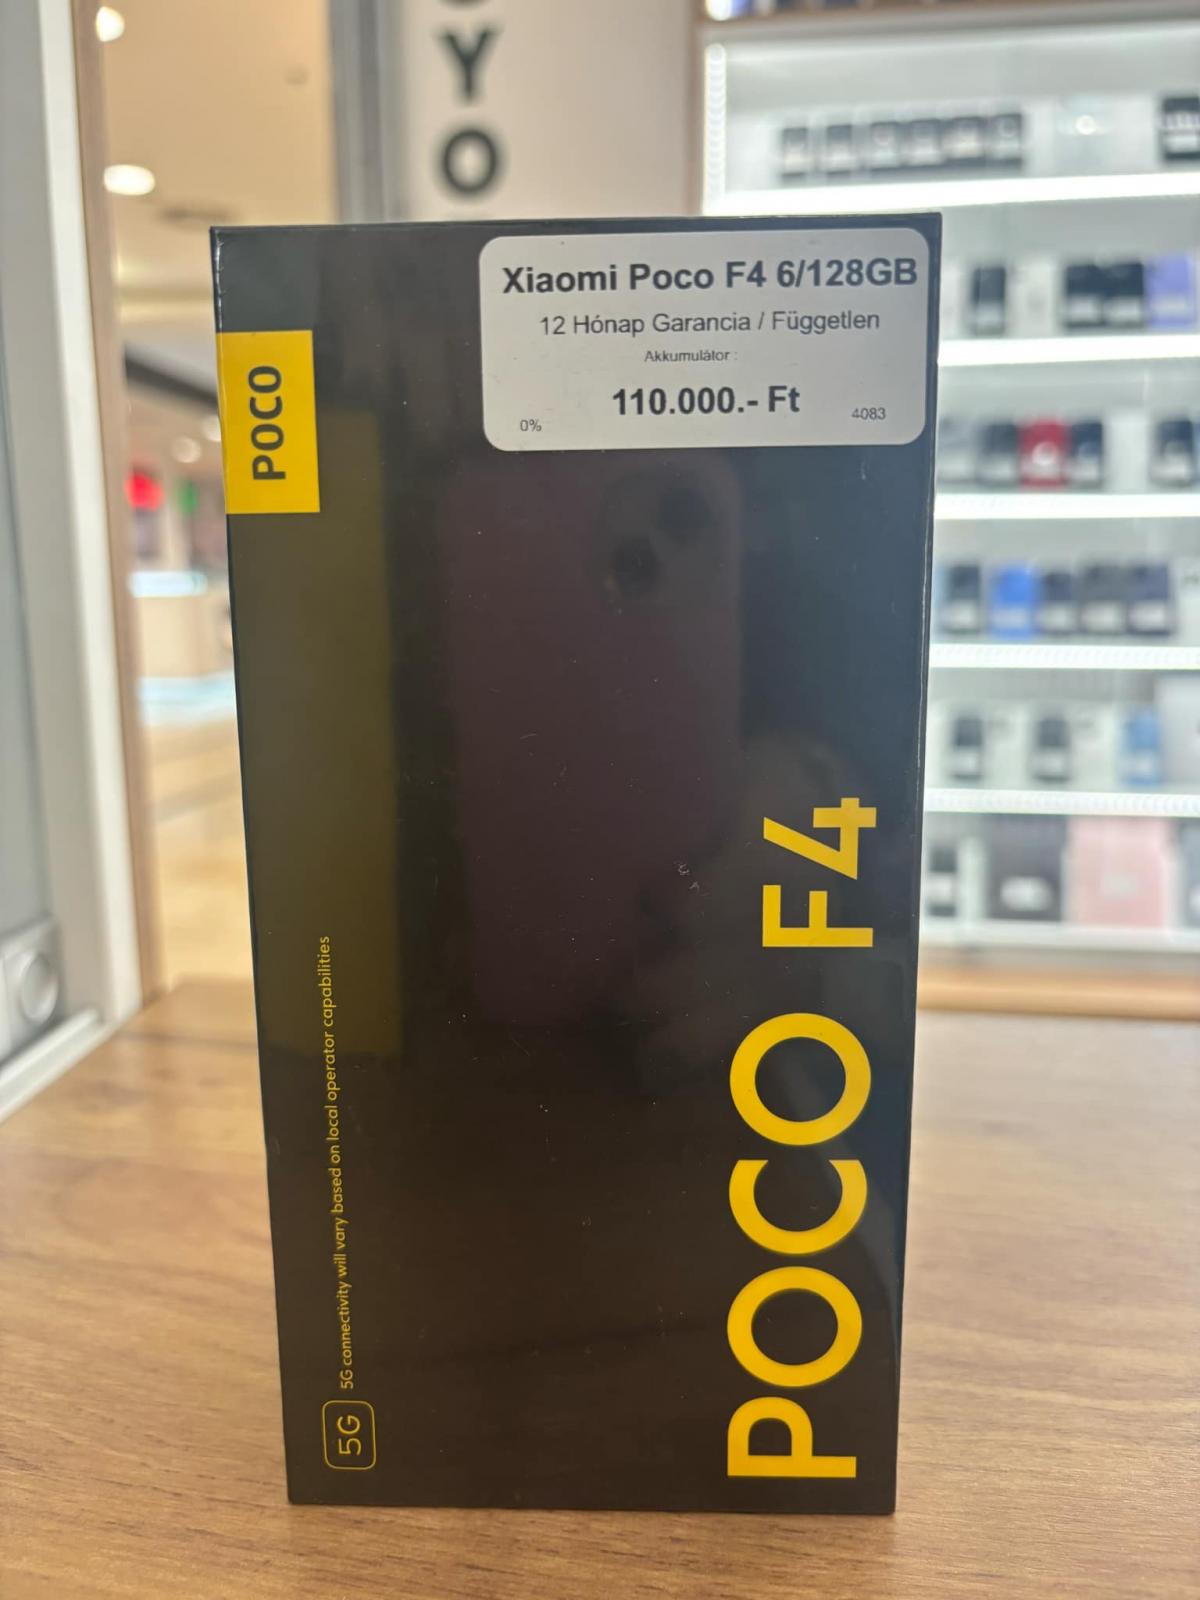 YO
Xiaomi Poco F4 6/128GB
12 Hónap Garancia / Független
Akkumulátor :
110.000.- Ft
0%
4083
POCO
5G connectivity will vary based on local operator capabilities
5G
POCO F4